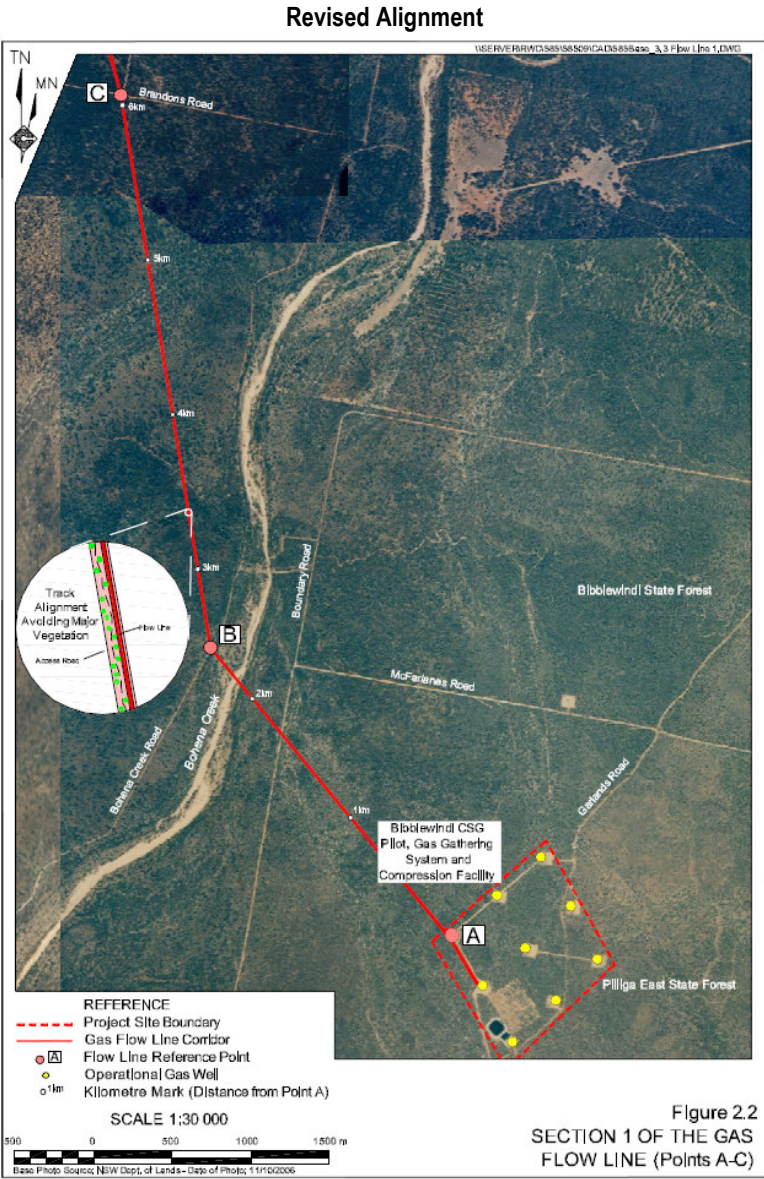 Revised Alignment
\\SERVER\RWC\585\58509\CAD\585Base_3,3 Flow Line 1.DWG
TN
MN
C
Brandons Road
6km
5km
4km
3km
Boundary Road
Bibblewindi State Forest
Track
Alignment
Avoiding Major
Vegetation
Flow Line
Access Road
B
McFarlanes Road
2km
Bohena Creek
Bohena Creek Road
Garlands Road
1km
Bibblewindi CSG
Pilot, Gas Gathering
System and
Compression Facility
A
Pilliga East State Forest
REFERENCE
Project Site Boundary
Gas Flow Line Corridor
A Flow Line Reference Point
Operational Gas Well
1km Kilometre Mark (Distance from Point A)
SCALE 1:30 000
500 0 500 1000 1500 m
Base Photo Source: NSW Dept. of Lands - Date of Photo: 11/10/2006
Figure 2.2
SECTION 1 OF THE GAS
FLOW LINE (Points A-C)